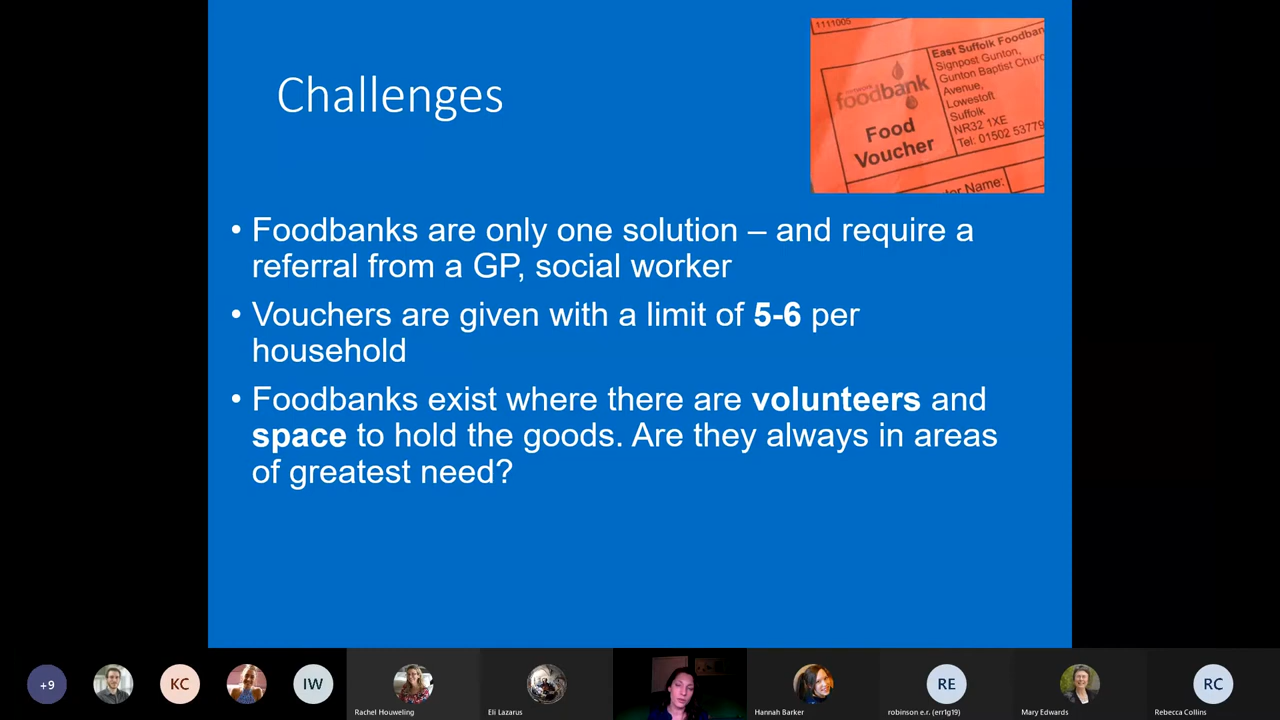 Challenges
1111005
network
foodbank
Food
Voucher
East Suffolk Foodban
Signpost Gunton,
Gunton Baptist Churc
Avenue,
Lowestoft
Suffolk
NR32 1XE
Tel: 01502 53779
Name:
• Foodbanks are only one solution – and require a
referral from a GP, social worker
• Vouchers are given with a limit of 5-6 per
household
• Foodbanks exist where there are volunteers and
space to hold the goods. Are they always in areas
of greatest need?
+9
KC
IW
Rachel Houweling
Eli Lazarus
Hannah Barker
RE
robinson e.r. (err1g19)
Mary Edwards
RC
Rebecca Collins